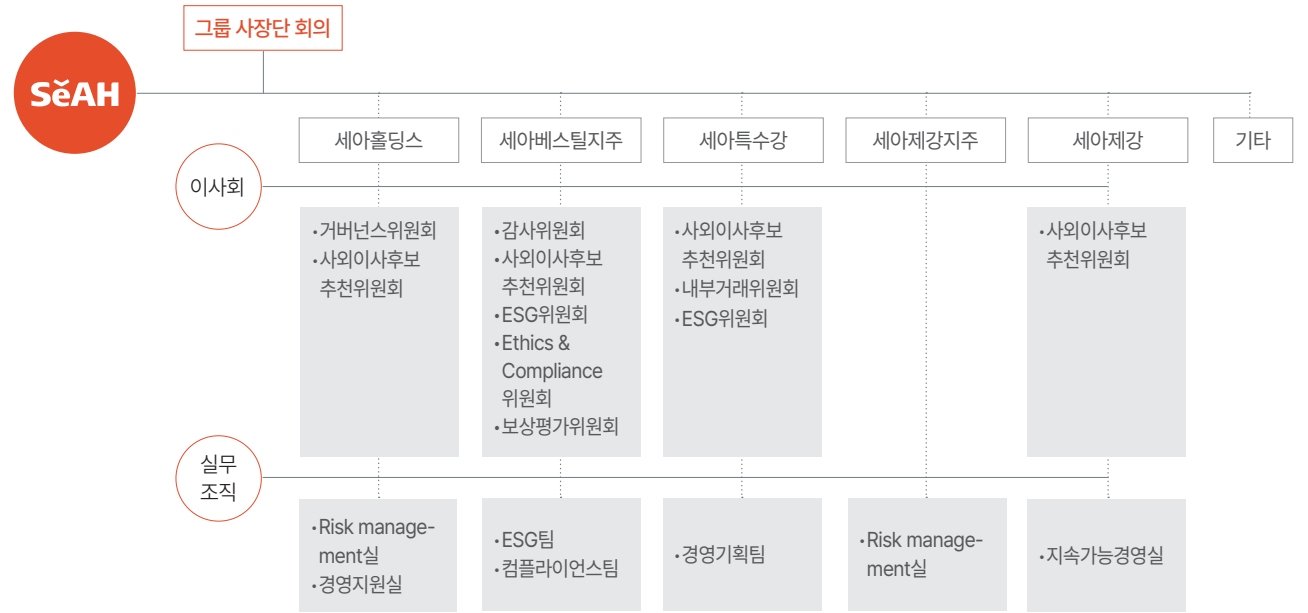 그룹 사장단 회의
SěAH
세아홀딩스
세아베스틸지주
세아특수강
세아제강지주
세아제강
기타
이사회
•거버넌스위원회
•사외이사후보
추천위원회
•감사위원회
•사외이사후보
추천위원회
•ESG위원회
•Ethics &
Compliance
위원회
•보상평가위원회
•사외이사후보
추천위원회
•내부거래위원회
•ESG위원회
•사외이사후보
추천위원회
실무
조직
•Risk manage-
ment실
•경영지원실
•ESG팀
•컴플라이언스팀
•경영기획팀
•Risk manage-
ment실
•지속가능경영실